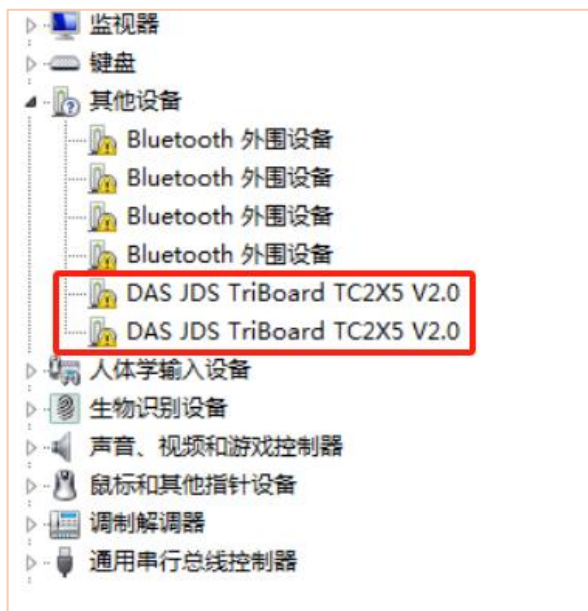 监视器
键盘
其他设备
Bluetooth 外围设备
Bluetooth 外围设备
Bluetooth 外围设备
Bluetooth 外围设备
DAS JDS TriBoard TC2X5 V2.0
DAS JDS TriBoard TC2X5 V2.0
人体学输入设备
生物识别设备
声音、视频和游戏控制器
鼠标和其他指针设备
调制解调器
通用串行总线控制器